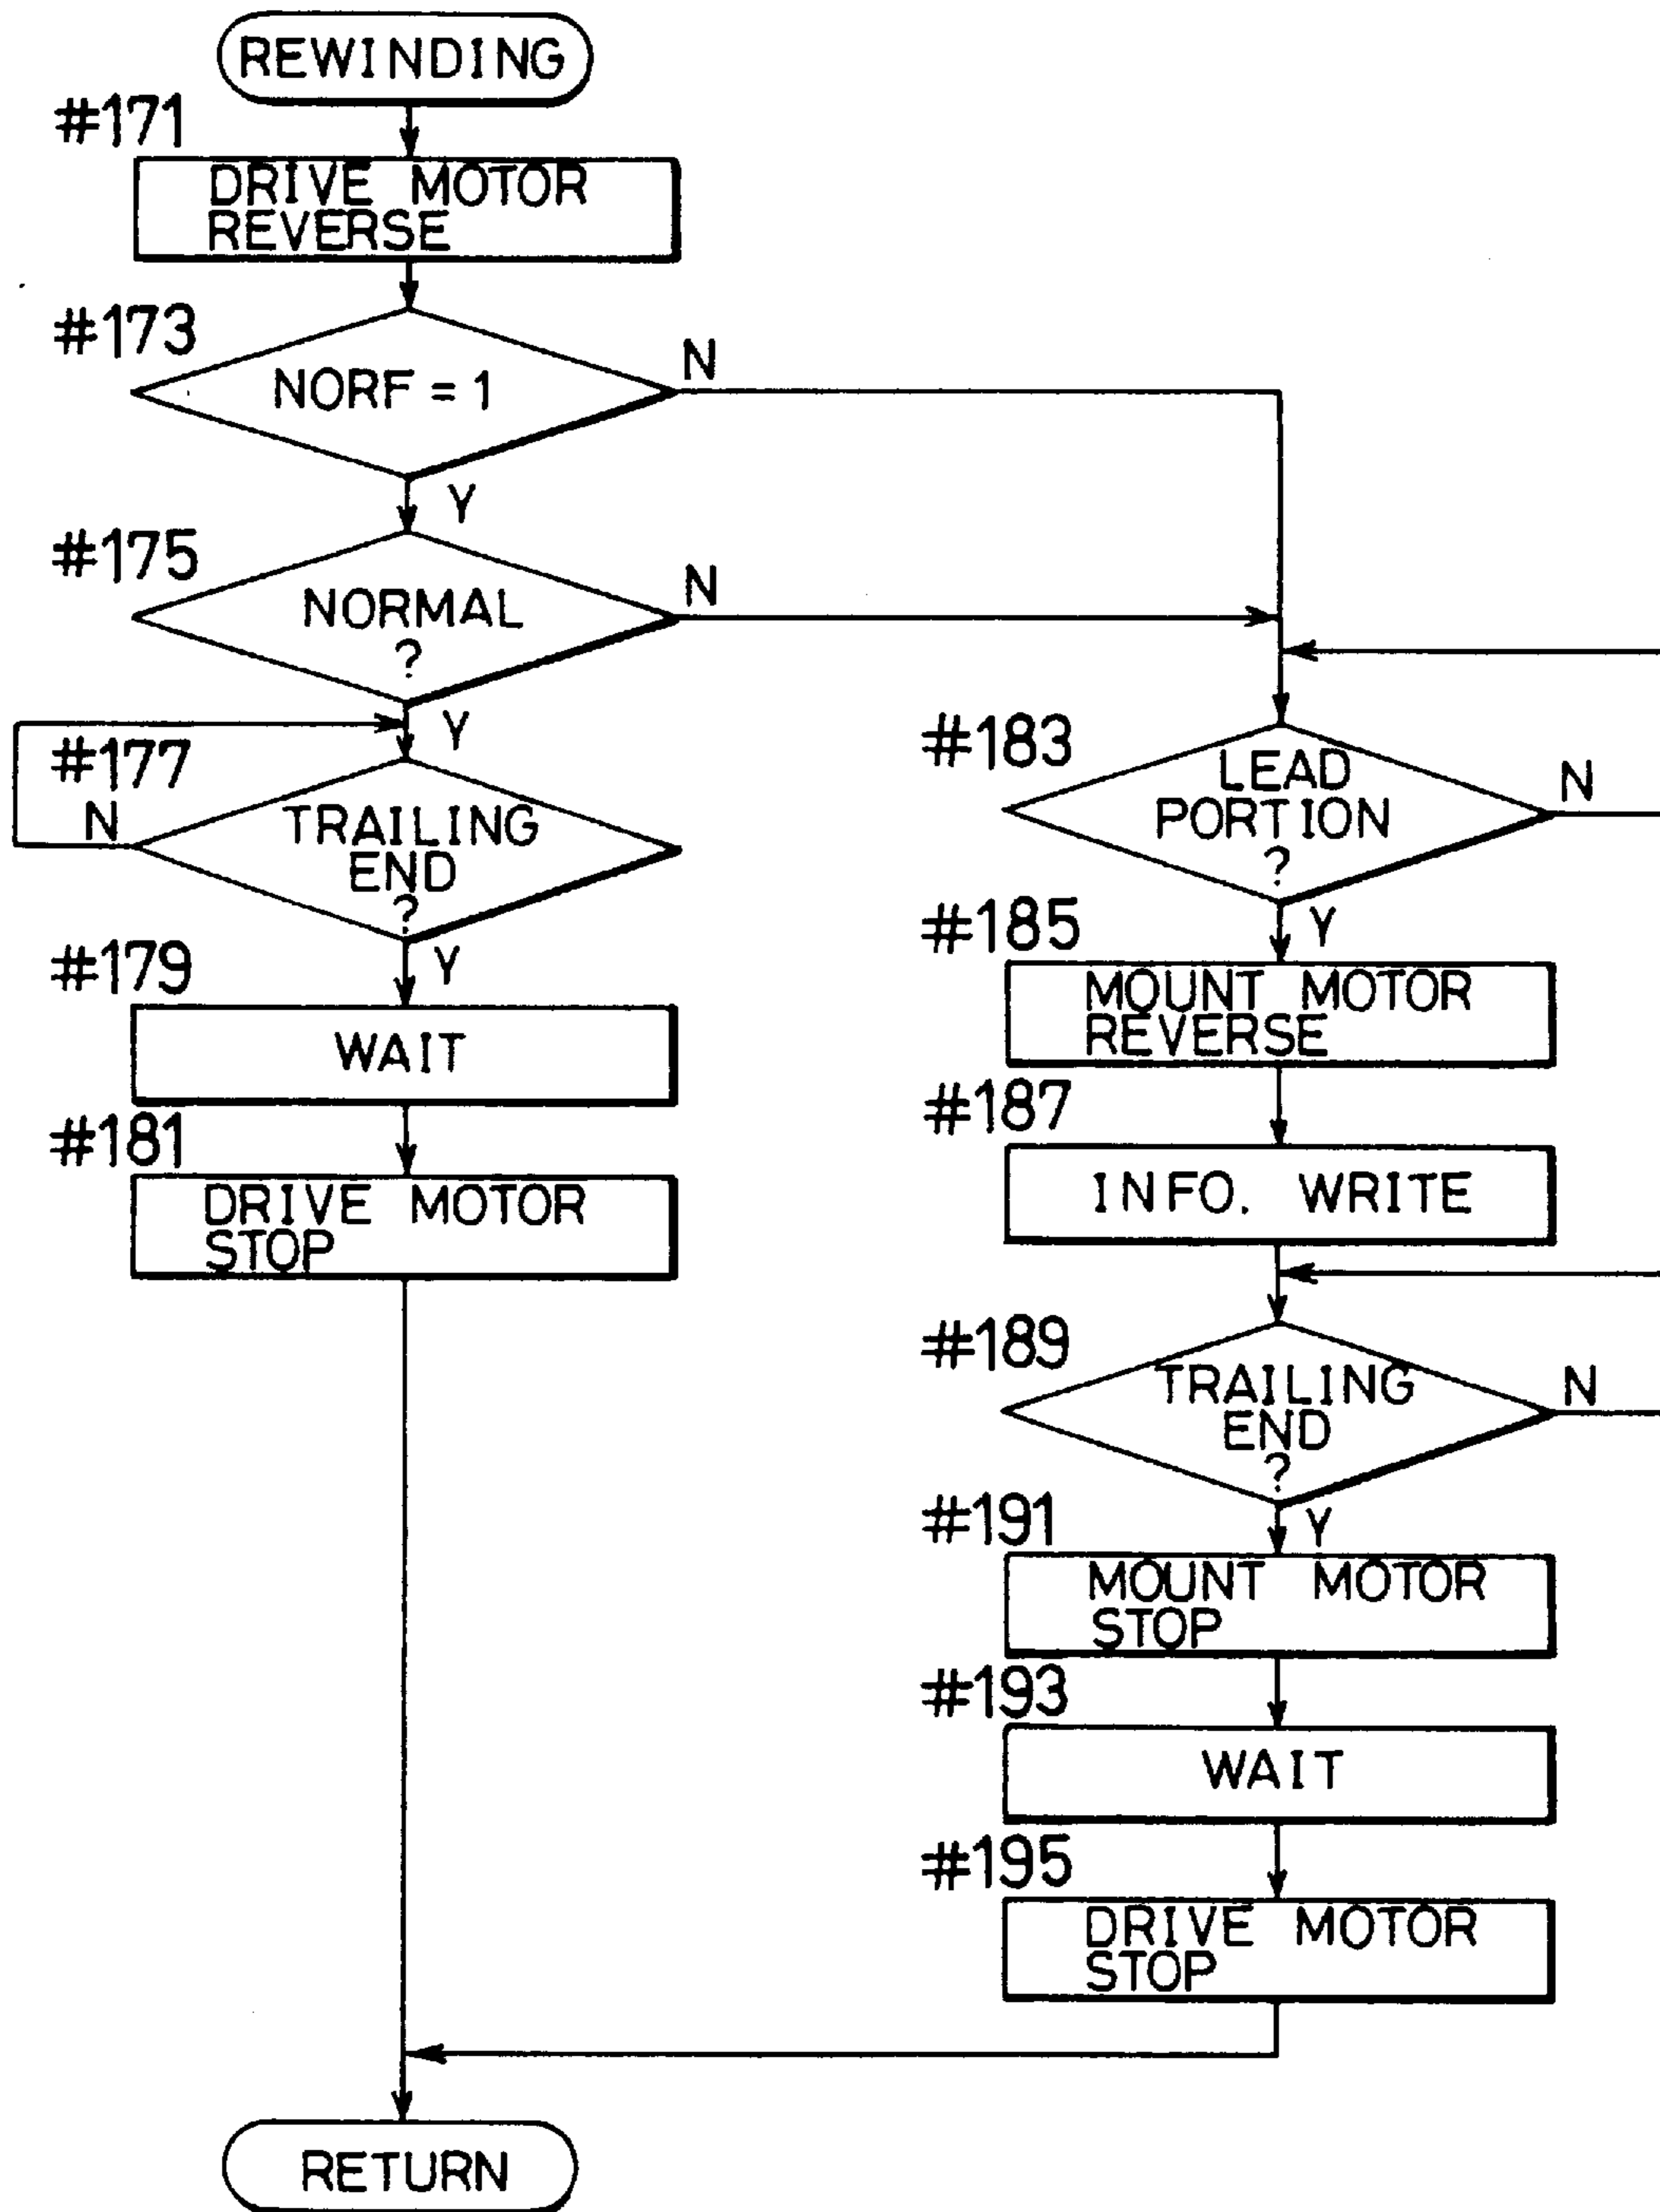 REWINDING
#171
DRIVE MOTOR
REVERSE
#173
NORF = 1
N
Y
#175
NORMAL
?
N
Y
#177
TRAILING
END
?
N
Y
#179
WAIT
#181
DRIVE MOTOR
STOP
#183
LEAD
PORTION
?
N
Y
#185
MOUNT MOTOR
REVERSE
#187
INFO. WRITE
#189
TRAILING
END
?
N
Y
#191
MOUNT MOTOR
STOP
#193
WAIT
#195
DRIVE MOTOR
STOP
RETURN